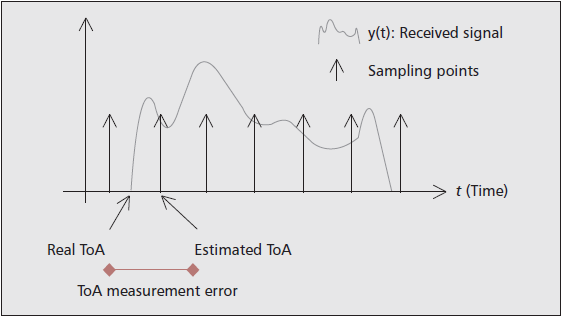 y(t): Received signal
Sampling points
t (Time)
Real ToA
Estimated ToA
ToA measurement error